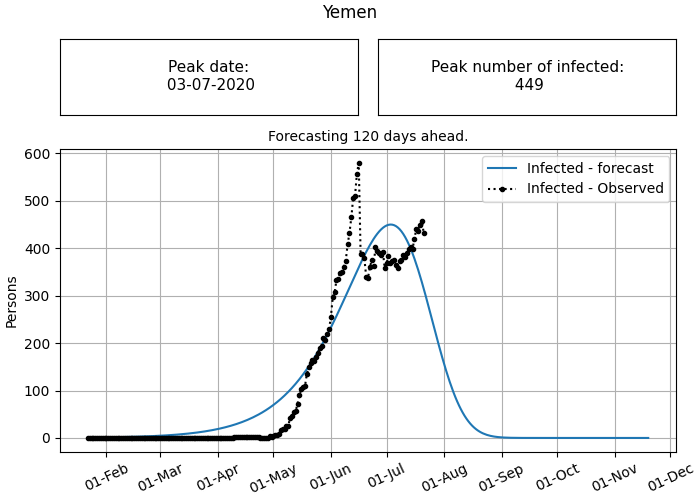 Yemen
Peak date:
03-07-2020
Peak number of infected:
449
Forecasting 120 days ahead.
Infected - forecast
Infected - Observed
Persons
600
500
400
300
200
100
0
01-Feb
01-Mar
01-Apr
01-May
01-Jun
01-Jul
01-Aug
01-Sep
01-Oct
01-Nov
01-Dec